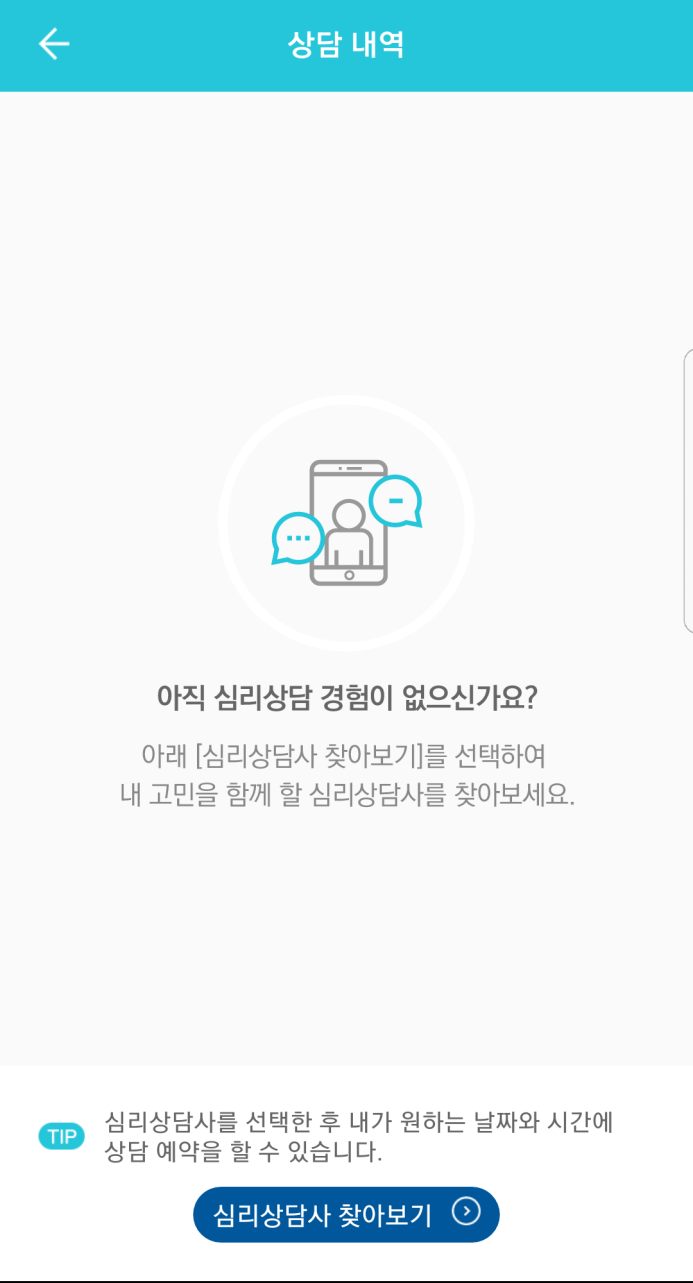 상담 내역
아직 심리상담 경험이 없으신가요?
아래 [심리상담사 찾아보기]를 선택하여
내 고민을 함께 할 심리상담사를 찾아보세요.
TIP
심리상담사를 선택한 후 내가 원하는 날짜와 시간에
상담 예약을 할 수 있습니다.
심리상담사 찾아보기